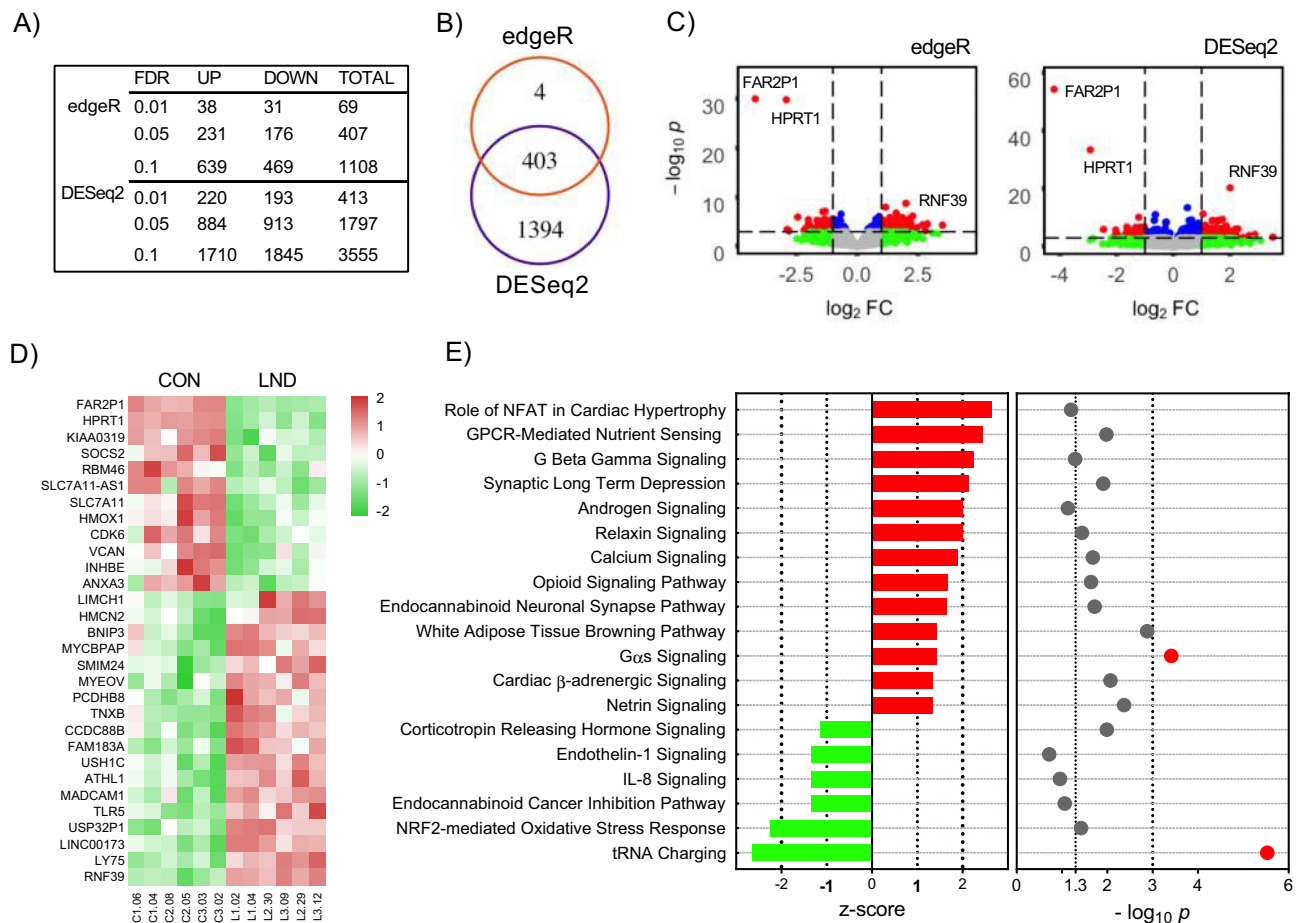 A)
FDR UP DOWN TOTAL
edgeR 0.01 38 31 69
0.05 231 176 407
0.1 639 469 1108
DESeq2 0.01 220 193 413
0.05 884 913 1797
0.1 1710 1845 3555
B)
edgeR
4
403
1394
DESeq2
C)
edgeR
FAR2P1
HPRT1
RNF39
30
20
10
0
− log10 p
-2.5 0.0 2.5
log2 FC
DESeq2
FAR2P1
HPRT1
RNF39
60
40
20
0
-4 -2 0 2
log2 FC
D)
CON LND
FAR2P1
HPRT1
KIAA0319
SOCS2
RBM46
SLC7A11-AS1
SLC7A11
HMOX1
CDK6
VCAN
INHBE
ANXA3
LIMCH1
HMCN2
BNIP3
MYCBPAP
SMIM24
MYEOV
PCDHB8
TNXB
CCDC88B
FAM183A
USH1C
ATHL1
MADCAM1
TLR5
USP32P1
LINC00173
LY75
RNF39
C1.06 C1.04 C2.08 C2.05 C3.03 C3.02 L1.02 L1.04 L2.30 L3.09 L2.29 L3.12
2
1
0
-1
-2
E)
Role of NFAT in Cardiac Hypertrophy
GPCR-Mediated Nutrient Sensing
G Beta Gamma Signaling
Synaptic Long Term Depression
Androgen Signaling
Relaxin Signaling
Calcium Signaling
Opioid Signaling Pathway
Endocannabinoid Neuronal Synapse Pathway
White Adipose Tissue Browning Pathway
Gαs Signaling
Cardiac β-adrenergic Signaling
Netrin Signaling
Corticotropin Releasing Hormone Signaling
Endothelin-1 Signaling
IL-8 Signaling
Endocannabinoid Cancer Inhibition Pathway
NRF2-mediated Oxidative Stress Response
tRNA Charging
-2 -1 0 1 2
z-score
0 1.3 2 3 4 5 6
- log10 p